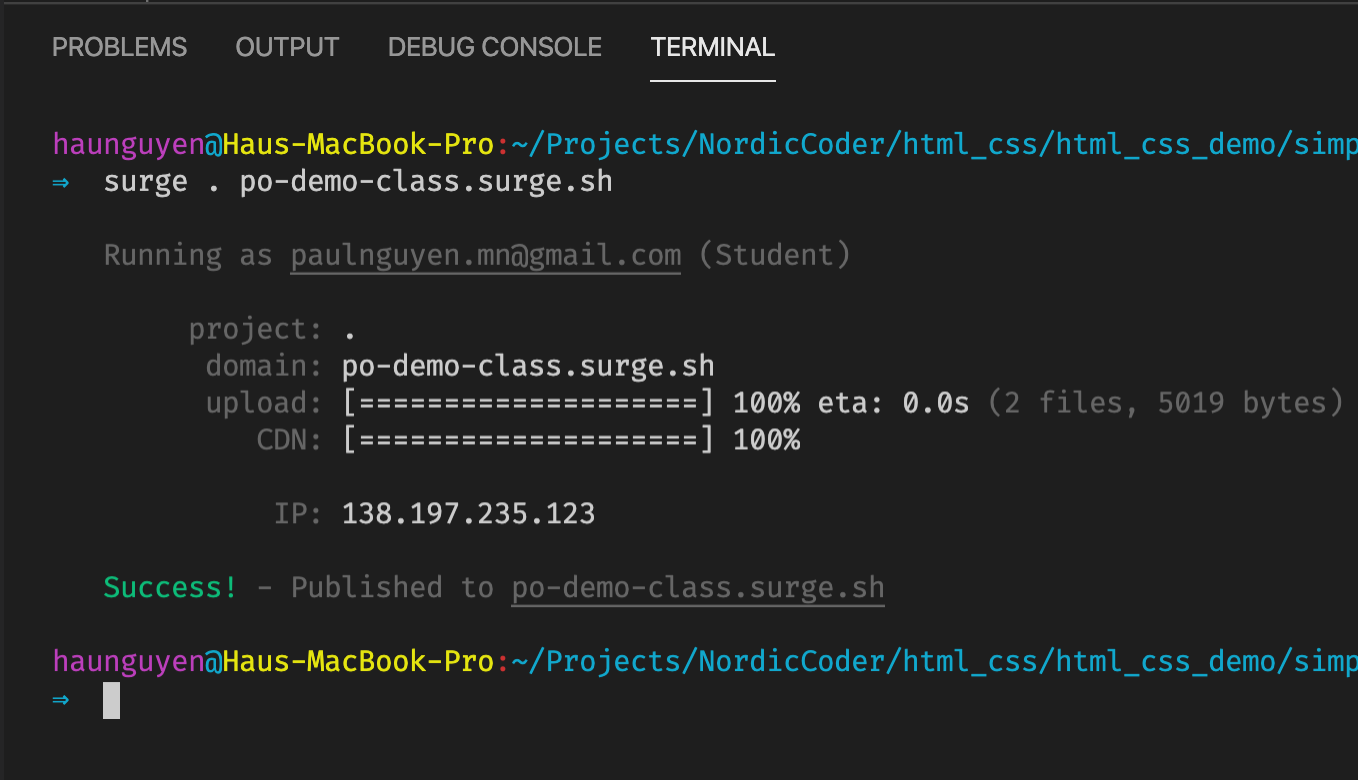 PROBLEMS OUTPUT DEBUG CONSOLE TERMINAL
haunguyen@Haus-MacBook-Pro:~/Projects/NordicCoder/html_css/html_css_demo/simp
⇒ surge . po-demo-class.surge.sh
Running as paulnguyen.mn@gmail.com (Student)
project: .
domain: po-demo-class.surge.sh
upload: [====================] 100% eta: 0.0s (2 files, 5019 bytes)
CDN: [====================] 100%
IP: 138.197.235.123
Success! - Published to po-demo-class.surge.sh
haunguyen@Haus-MacBook-Pro:~/Projects/NordicCoder/html_css/html_css_demo/simp
⇒